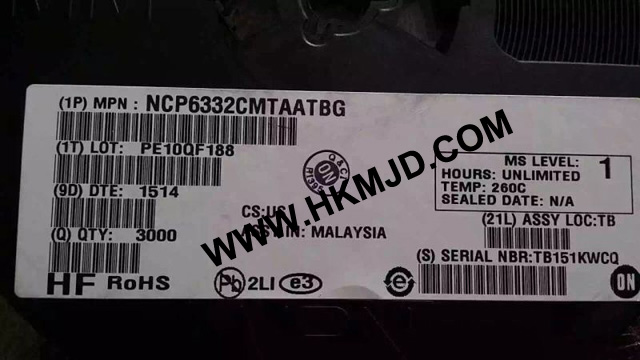 (1P) MPN : NCP6332CMTAATBG
(1T) LOT: PE10QF188
(9D) DTE: 1514
(Q) QTY: 3000
HF RoHS
Pb 2LI e3
Q&C/
ON
CS:
: MALAYSIA
MS LEVEL: 1
HOURS: UNLIMITED
TEMP: 260C
SEALED DATE: N/A
(21L) ASSY LOC:TB
(S) SERIAL NBR:TB151KWCQ
e
ON
WWW.HKMJD.COM